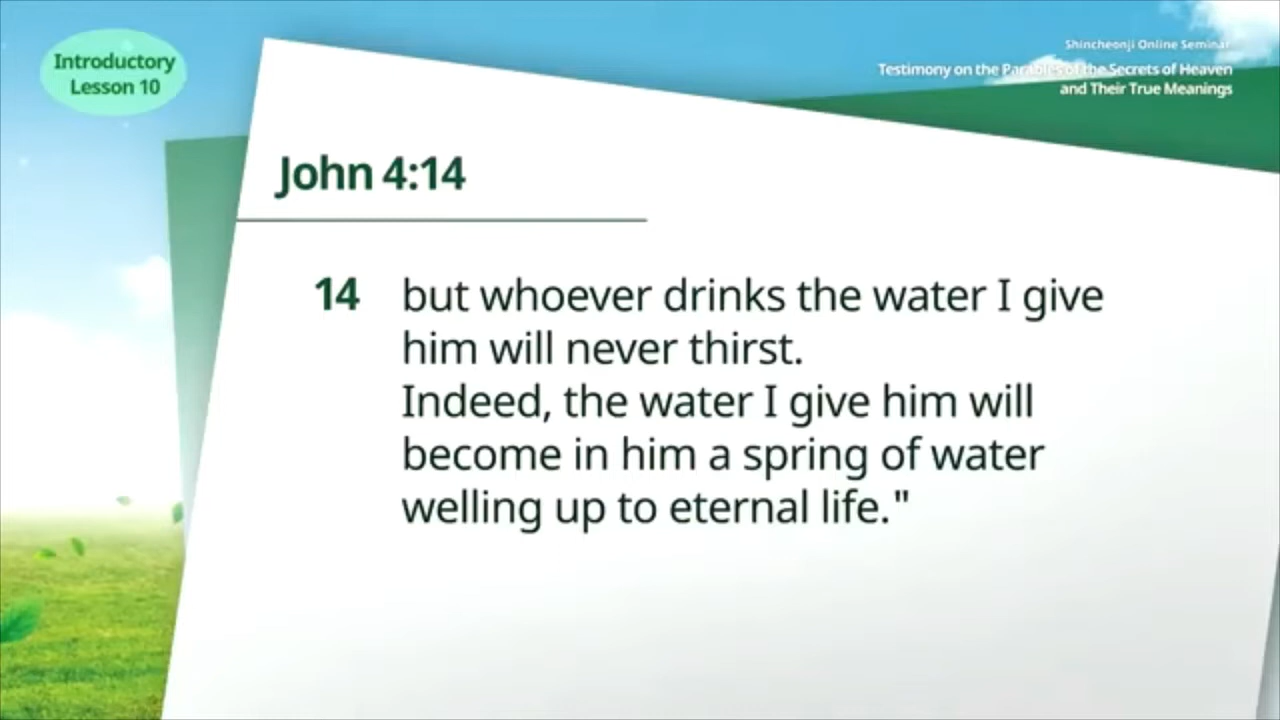 Introductory
Lesson 10
Shincheonji Online Seminar
Testimony on the Parables of the Secrets of Heaven
and Their True Meanings
John 4:14
14 but whoever drinks the water I give
him will never thirst.
Indeed, the water I give him will
become in him a spring of water
welling up to eternal life."